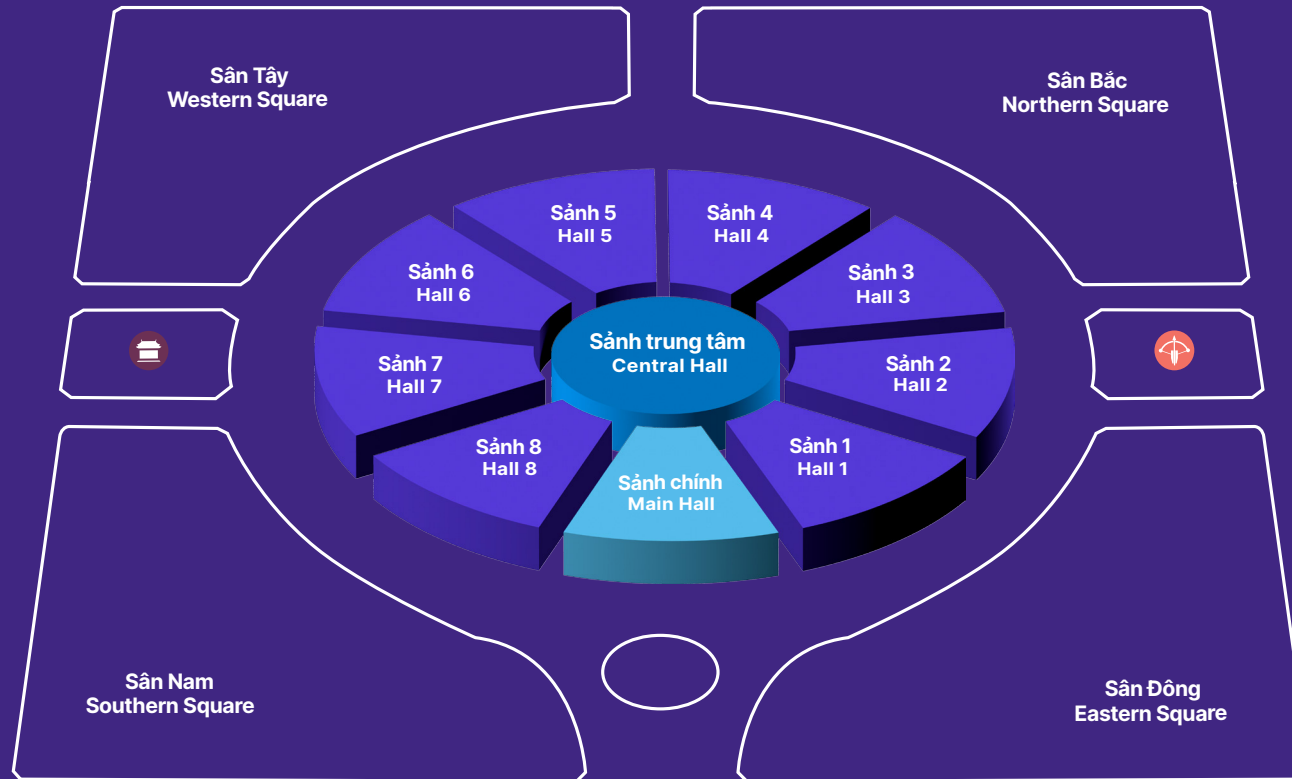 Sân Tây
Western Square
Sân Bắc
Northern Square
Sảnh 5
Hall 5
Sảnh 4
Hall 4
Sảnh 6
Hall 6
Sảnh 3
Hall 3
Sảnh trung tâm
Central Hall
Sảnh 7
Hall 7
Sảnh 2
Hall 2
Sảnh 8
Hall 8
Sảnh 1
Hall 1
Sảnh chính
Main Hall
Sân Nam
Southern Square
Sân Đông
Eastern Square